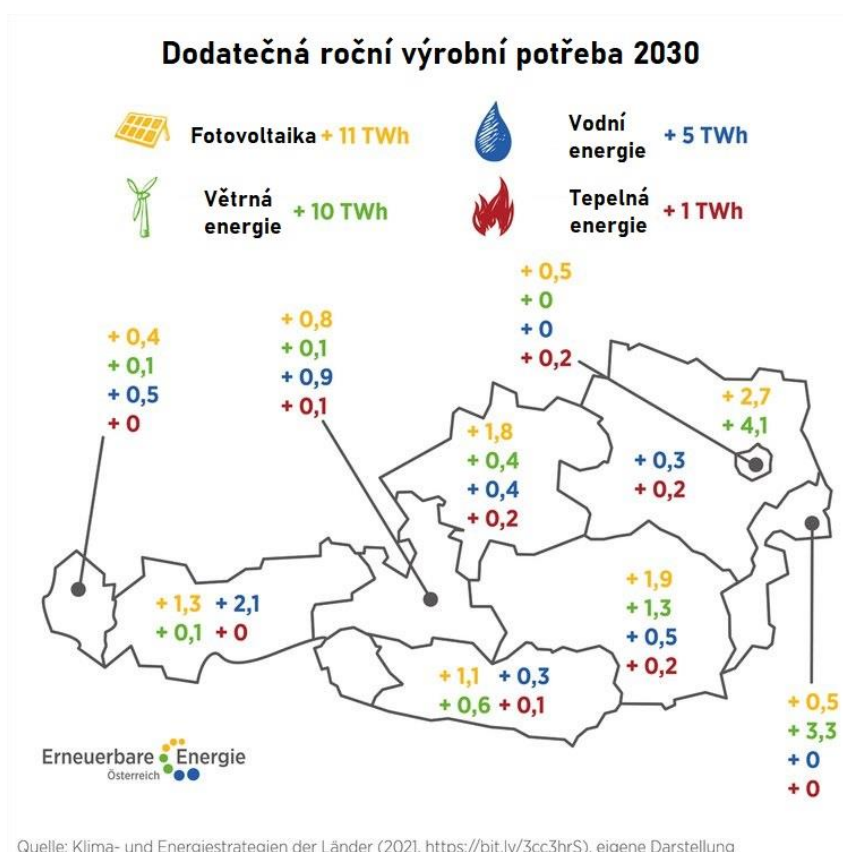 Dodatečná roční výrobní potřeba 2030
Fotovoltaika + 11 TWh
Vodní
energie + 5 TWh
Větrná
energie + 10 TWh
Tepelná
energie + 1 TWh
+ 0,5
+ 0
+ 0
+ 0,2
+ 0,8
+ 0,1
+ 0,9
+ 0,1
+ 0,4
+ 0,1
+ 0,5
+ 0
+ 2,7
+ 4,1
+ 0,3
+ 0,2
+ 1,8
+ 0,4
+ 0,4
+ 0,2
+ 1,3 + 2,1
+ 0,1 + 0
+ 1,9
+ 1,3
+ 0,5
+ 0,2
+ 1,1 + 0,3
+ 0,6 + 0,1
+ 0,5
+ 3,3
+ 0
+ 0
Erneuerbare Energie
Österreich
Quelle: Klima- und Energiestrategien der Länder (2021, https://bit.ly/3cc3hrS), eigene Darstellung